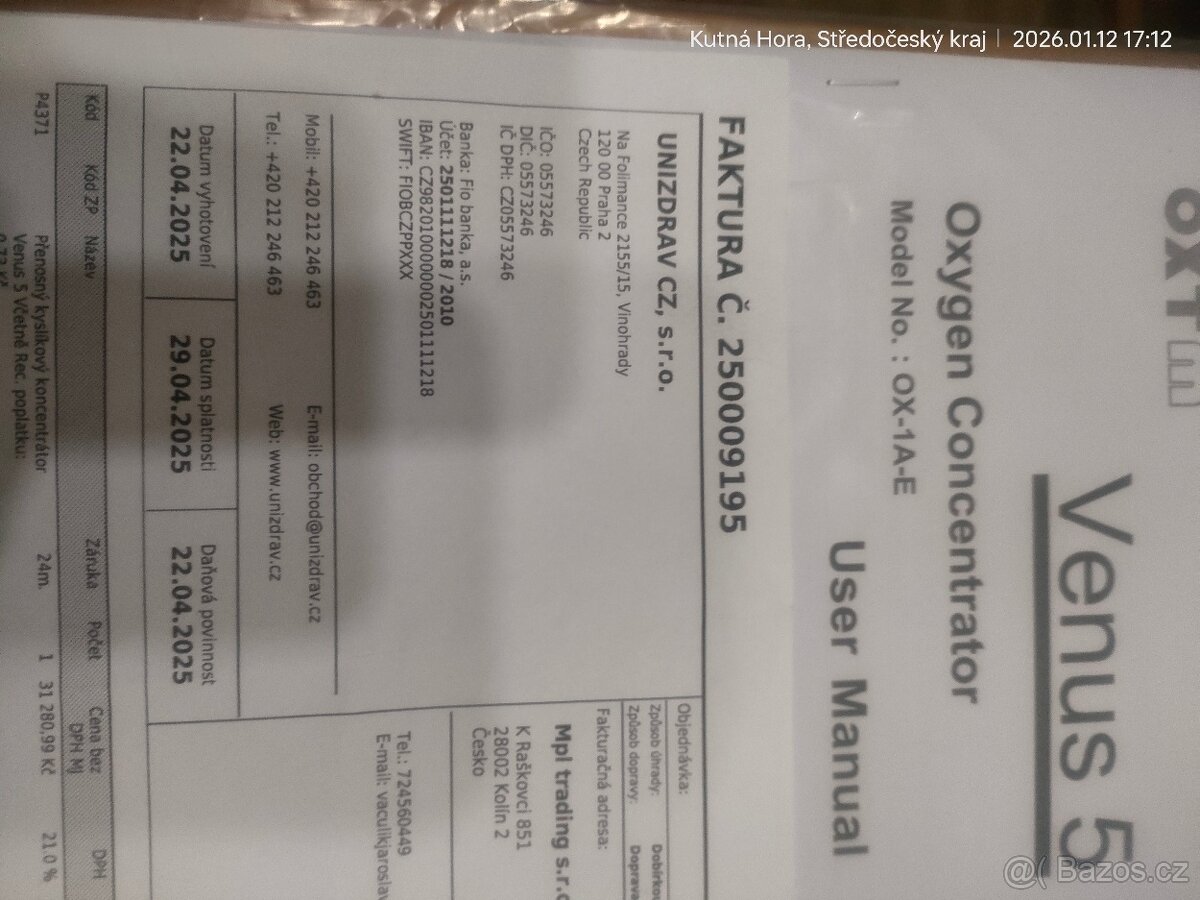 Kutná Hora, Středočeský kraj | 2026.01.12 17:12
Venus 5
Oxygen Concentrator
Model No. : OX-1A-E
User Manual
FAKTURA Č. 250009195
UNIZDRAV CZ, s.r.o.
Na Folimance 2155/15, Vinohrady
120 00 Praha 2
Czech Republic
IČO: 05573246
DIČ: 05573246
IČ DPH: CZ05573246
Banka: Fio banka, a.s.
Účet: 2501111218 / 2010
IBAN: CZ9820100000002501111218
SWIFT: FIOBCZPPXXX
Mobil: +420 212 246 463 E-mail: obchod@unizdrav.cz
Tel.: +420 212 246 463 Web: www.unizdrav.cz
Datum vyhotovení Datum splatnosti Daňová povinnost
22.04.2025 29.04.2025 22.04.2025
Objednávka:
Způsob úhrady: Dobírkou
Způsob dopravy: Doprava
Fakturačná adresa:
Mpl trading s.r.o
K Raškovci 851
28002 Kolín 2
Česko
Tel.: 724560449
E-mail: vaculikjaroslav
Kód Kód ZP Název Záruka Počet Cena bez DPH
DPH MJ
P4371 Přenosný kyslíkový koncentrátor 24m. 1 31 280,99 Kč 21.0 %
Venus 5 Včetně Rec. poplatku:
Bazos.cz